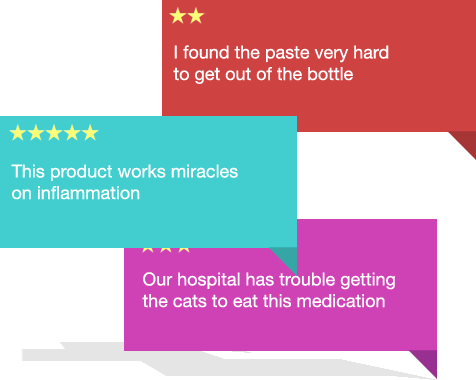 I found the paste very hard
to get out of the bottle
This product works miracles
on inflammation
Our hospital has trouble getting
the cats to eat this medication